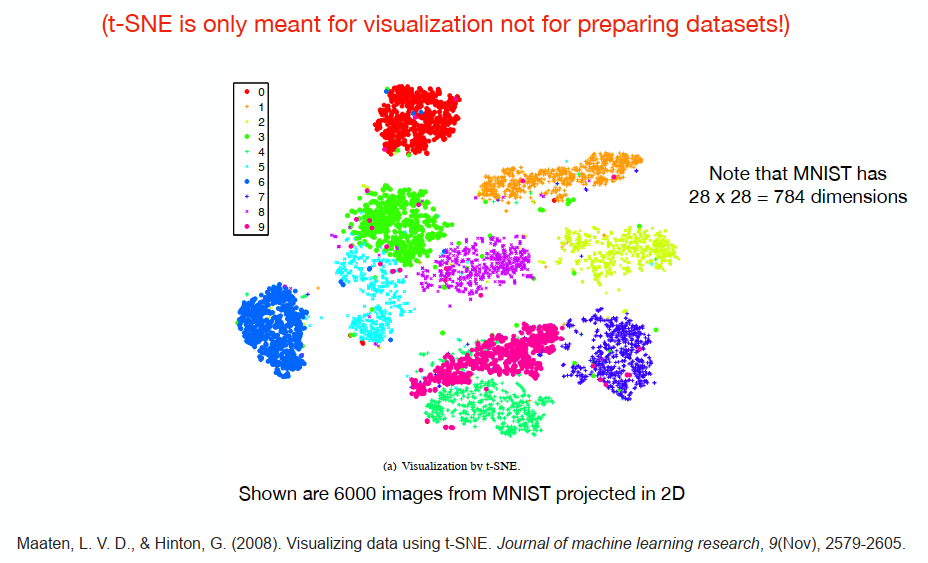 (t-SNE is only meant for visualization not for preparing datasets!)
0
1
2
3
4
5
6
7
8
9
Note that MNIST has
28 x 28 = 784 dimensions
(a) Visualization by t-SNE.
Shown are 6000 images from MNIST projected in 2D
Maaten, L. V. D., & Hinton, G. (2008). Visualizing data using t-SNE. Journal of machine learning research, 9(Nov), 2579-2605.